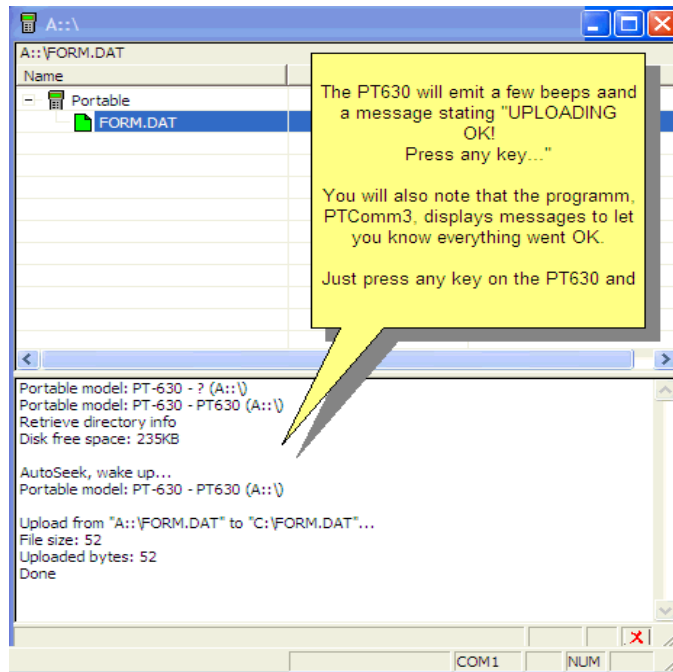 A::\
A::\FORM.DAT
Name
Portable
FORM.DAT
The PT630 will emit a few beeps aand
a message stating "UPLOADING
OK!
Press any key..."
You will also note that the programm,
PTComm3, displays messages to let
you know everything went OK.
Just press any key on the PT630 and
Portable model: PT-630 - ? (A::\)
Portable model: PT-630 - PT630 (A::\)
Retrieve directory info
Disk free space: 235KB
AutoSeek, wake up...
Portable model: PT-630 - PT630 (A::\)
Upload from "A::\FORM.DAT" to "C:\FORM.DAT"...
File size: 52
Uploaded bytes: 52
Done
COM1
NUM